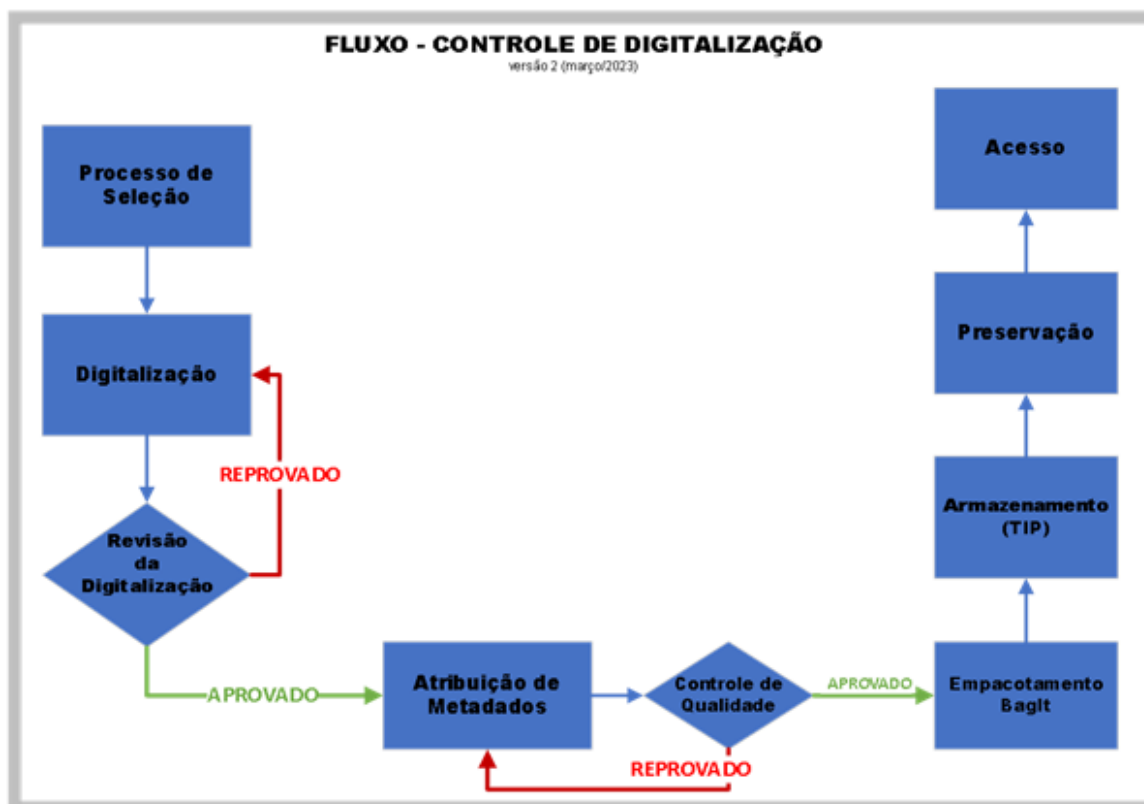 FLUXO - CONTROLE DE DIGITALIZAÇÃO
versão 2 (março/2023)
Processo de
Seleção
Digitalização
REPROVADO
Revisão
da
Digitalização
APROVADO
Atribuição de
Metadados
Controle de
Qualidade
REPROVADO
APROVADO
Empacotamento
BagIt
Armazenamento
(TIP)
Preservação
Acesso